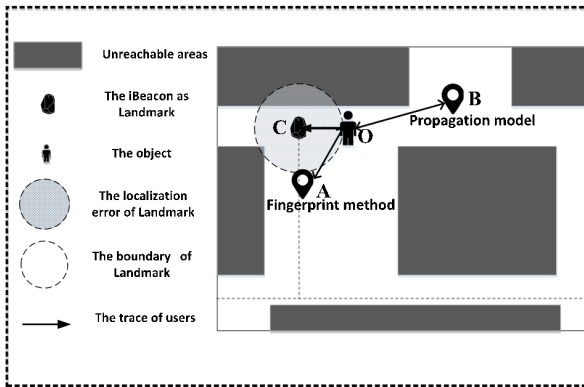 Unreachable areas
The iBeacon as
Landmark
The object
The localization
error of Landmark
The boundary of
Landmark
The trace of users
B
Propagation model
C
O
A
Fingerprint method